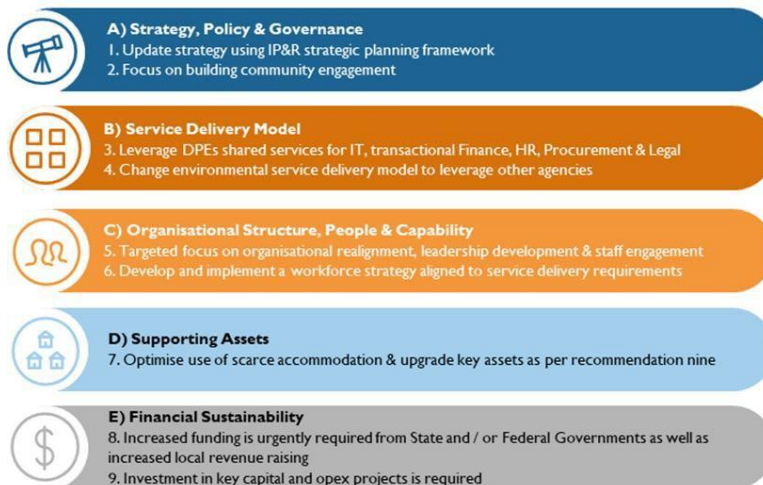 A) Strategy, Policy & Governance
1. Update strategy using IP&R strategic planning framework
2. Focus on building community engagement
B) Service Delivery Model
3. Leverage DPEs shared services for IT, transactional Finance, HR, Procurement & Legal
4. Change environmental service delivery model to leverage other agencies
C) Organisational Structure, People & Capability
5. Targeted focus on organisational realignment, leadership development & staff engagement
6. Develop and implement a workforce strategy aligned to service delivery requirements
D) Supporting Assets
7. Optimise use of scarce accommodation & upgrade key assets as per recommendation nine
E) Financial Sustainability
8. Increased funding is urgently required from State and / or Federal Governments as well as
increased local revenue raising
9. Investment in key capital and opex projects is required